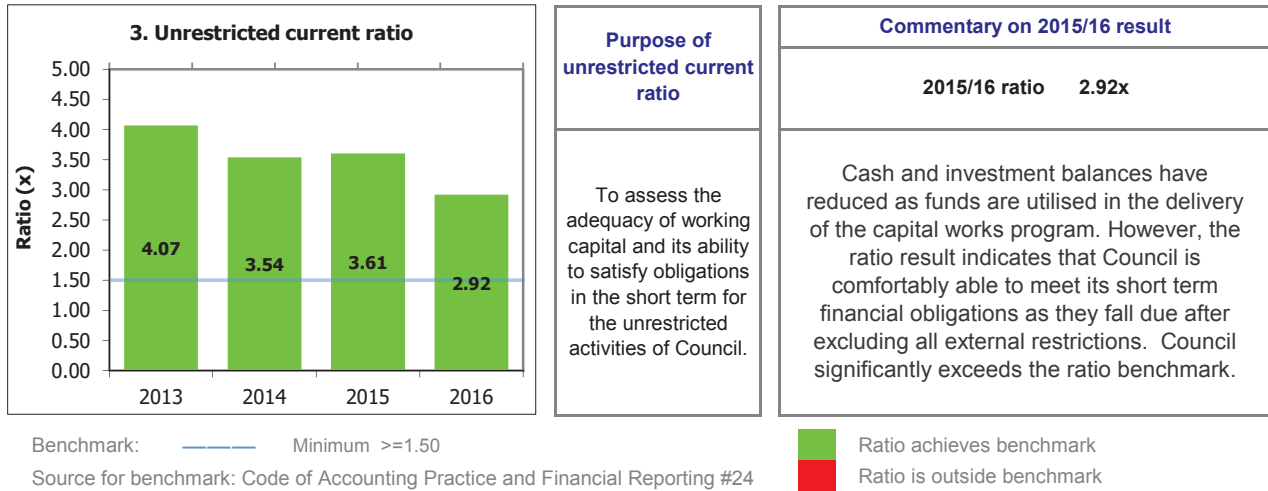 3. Unrestricted current ratio
5.00
4.50
4.00
3.50
3.00
2.50
2.00
1.50
1.00
0.50
0.00
Ratio (x)
4.07
3.54
3.61
2.92
2013 2014 2015 2016
Purpose of
unrestricted current
ratio
To assess the
adequacy of working
capital and its ability
to satisfy obligations
in the short term for
the unrestricted
activities of Council.
Commentary on 2015/16 result
2015/16 ratio 2.92x
Cash and investment balances have
reduced as funds are utilised in the delivery
of the capital works program. However, the
ratio result indicates that Council is
comfortably able to meet its short term
financial obligations as they fall due after
excluding all external restrictions. Council
significantly exceeds the ratio benchmark.
Benchmark: Minimum >=1.50
Source for benchmark: Code of Accounting Practice and Financial Reporting #24
Ratio achieves benchmark
Ratio is outside benchmark